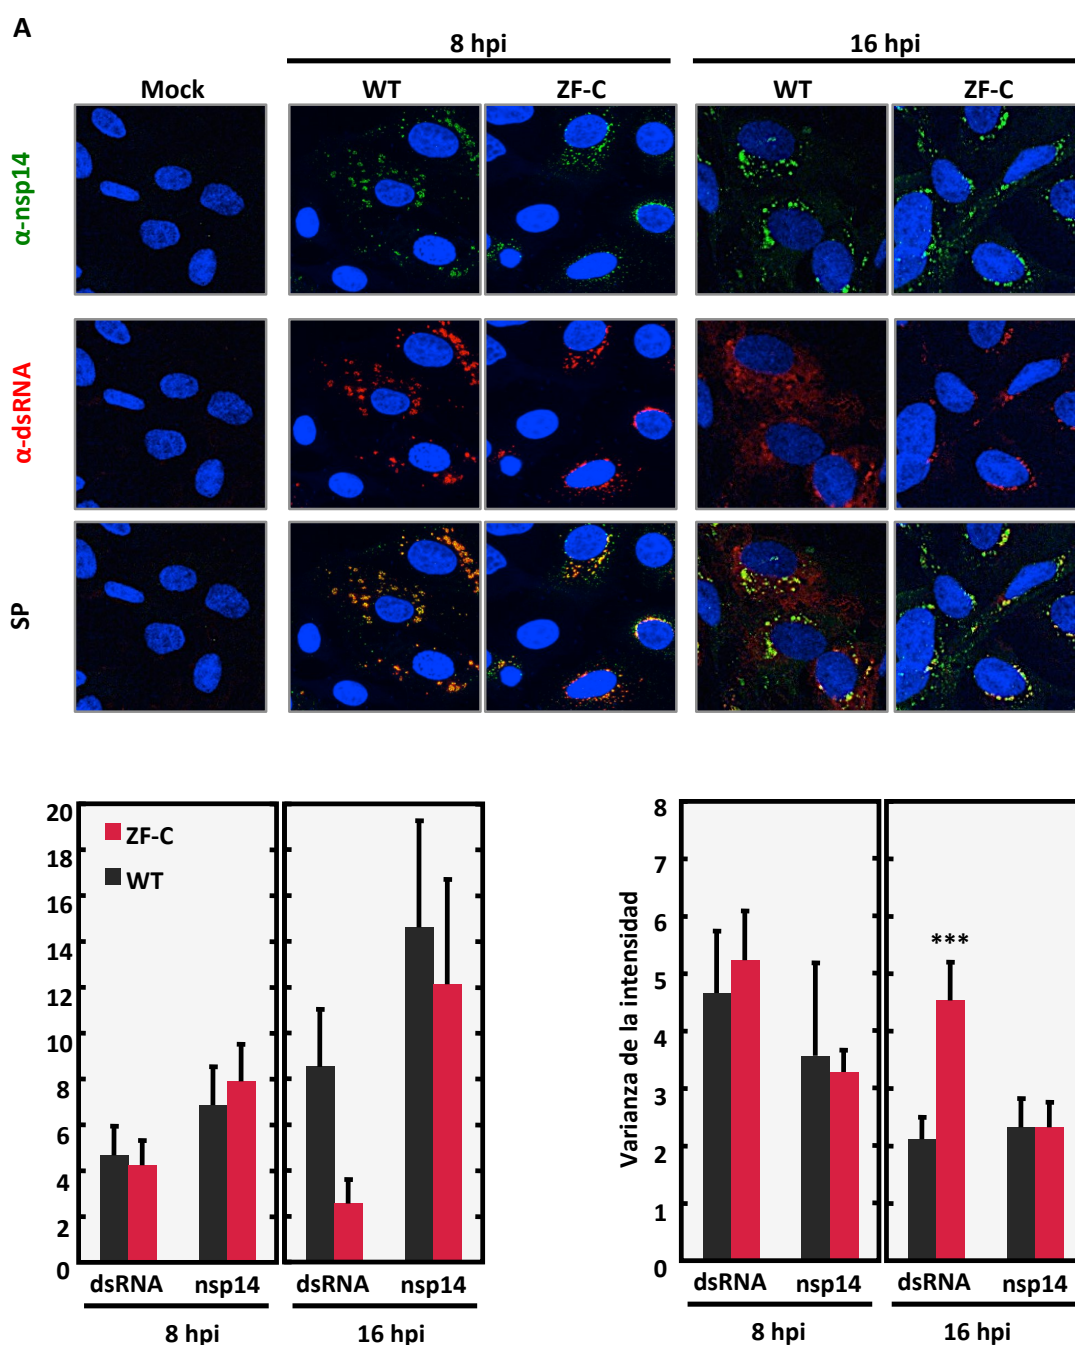 A
8 hpi
16 hpi
Mock
WT
ZF-C
WT
ZF-C
α-nsp14
α-dsRNA
SP
20
18
16
14
12
10
8
6
4
2
0
ZF-C
WT
dsRNA
nsp14
dsRNA
nsp14
8 hpi
16 hpi
Varianza de la intensidad
8
7
6
5
4
3
2
1
0
***
dsRNA
nsp14
dsRNA
nsp14
8 hpi
16 hpi